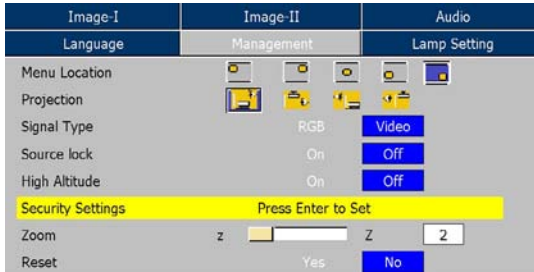 Image-I Image-II Audio
Language Management Lamp Setting
Menu Location
Projection
Signal Type RGB Video
Source lock On Off
High Altitude On Off
Security Settings Press Enter to Set
Zoom z Z 2
Reset Yes No